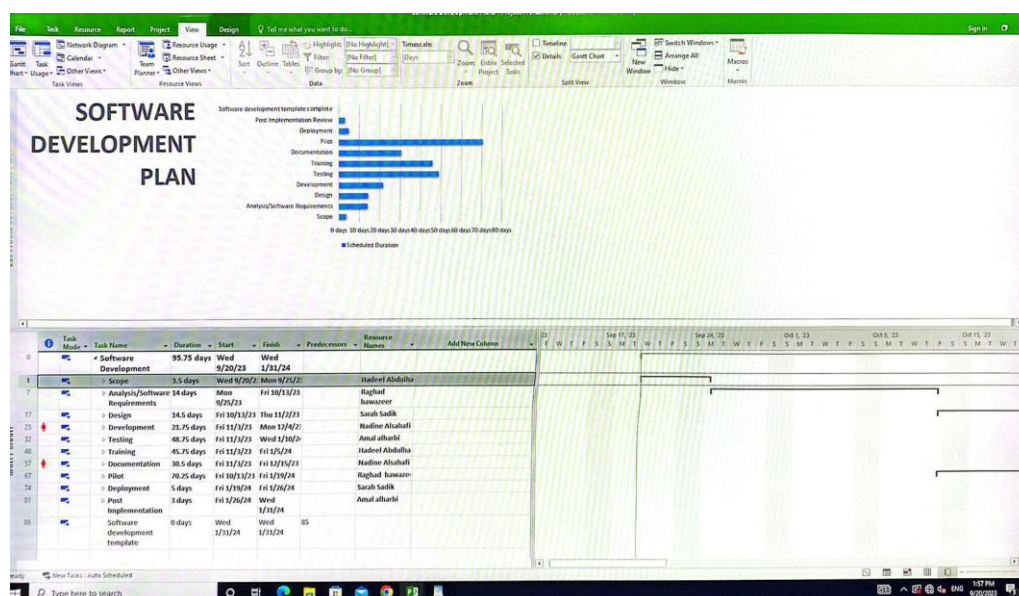 File Task Resource Report Project View Design Tell me what you want to do... Sign in
Network Diagram Resource Usage Highlight: [No Highlight] Timescale: Timeline Switch Windows
Calendar Resource Sheet Filter: [No Filter] [Days] Details Gantt Chart Arrange All
Gantt Chart Task Usage Other Views Team Planner Other Views Sort Outline Tables Group by: [No Group] Zoom Entire Project Selected Tasks New Window Hide Macros
Task Views Resource Views Data Zoom Split View Window Macros
SOFTWARE
DEVELOPMENT
PLAN
Software development template complete
Post Implementation Review
Deployment
Pilot
Documentation
Training
Testing
Development
Design
Analysis/Software Requirements
Scope
0 days 10 days 20 days 30 days 40 days 50 days 60 days 70 days 80 days
Scheduled Duration
Task Mode Task Name Duration Start Finish Predecessors Resource Names Add New Column
23 Sep 17, '23 Sep 24, '23 Oct 1, '23 Oct 8, '23 Oct 15, '23
T W T F S S M T W T F S S M T W T F S S M T W T F S S M T W T F S S M T W T
0 Software Development 95.75 days Wed 9/20/23 Wed 1/31/24
1 Scope 3.5 days Wed 9/20/2 Mon 9/25/2 Hadeel Abdulha
7 Analysis/Software Requirements 14 days Mon 9/25/23 Fri 10/13/23 Raghad bawazeer
17 Design 14.5 days Fri 10/13/23 Thu 11/2/23 Sarah Sadik
25 Development 21.75 days Fri 11/3/23 Mon 12/4/2 Nadine Alsahafi
32 Testing 48.75 days Fri 11/3/23 Wed 1/10/2 Amal alharbi
48 Training 45.75 days Fri 11/3/23 Fri 1/5/24 Hadeel Abdulha
57 Documentation 30.5 days Fri 11/3/23 Fri 12/15/23 Nadine Alsahafi
67 Pilot 70.25 days Fri 10/13/23 Fri 1/19/24 Raghad bawaze
74 Deployment 5 days Fri 1/19/24 Fri 1/26/24 Sarah Sadik
81 Post Implementation 3 days Fri 1/26/24 Wed 1/31/24 Amal alharbi
86 Software development template 0 days Wed 1/31/24 Wed 1/31/24 85
New Tasks : Auto Scheduled
Type here to search ENG 1:57 PM
9/20/2023